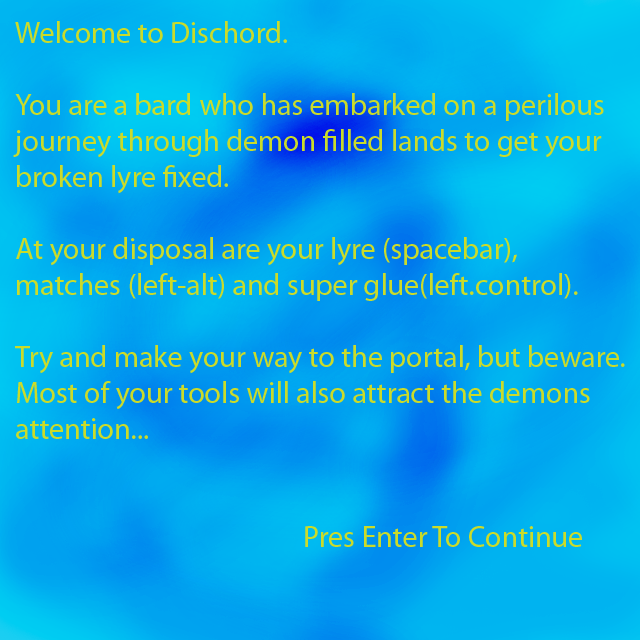 Welcome to Dischord.
You are a bard who has embarked on a perilous
journey through demon filled lands to get your
broken lyre fixed.
At your disposal are your lyre (spacebar),
matches (left-alt) and super glue(left.control).
Try and make your way to the portal, but beware.
Most of your tools will also attract the demons
attention...
Pres Enter To Continue